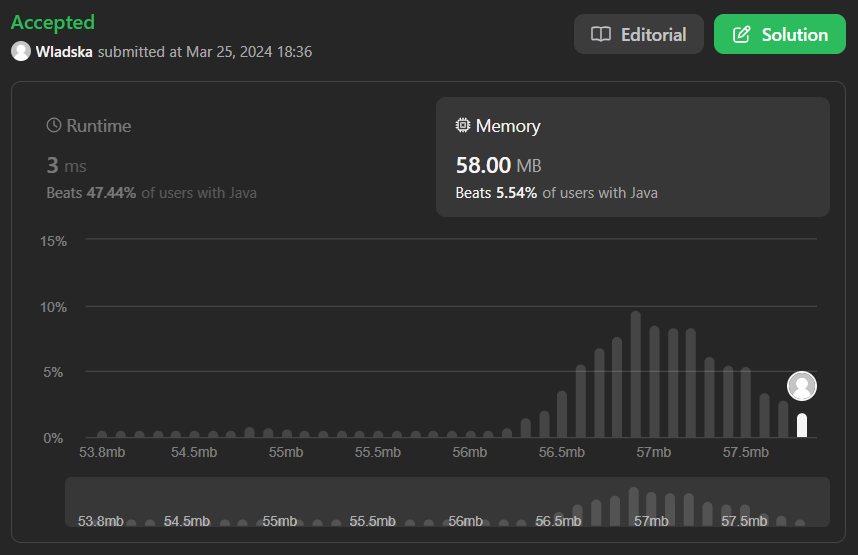 Accepted
Wladska submitted at Mar 25, 2024 18:36
Editorial
Solution
Runtime
3 ms
Beats 47.44% of users with Java
Memory
58.00 MB
Beats 5.54% of users with Java
15%
10%
5%
0%
53.8mb 54.5mb 55mb 55.5mb 56mb 56.5mb 57mb 57.5mb
53.8mb 54.5mb 55mb 55.5mb 56mb 56.5mb 57mb 57.5mb